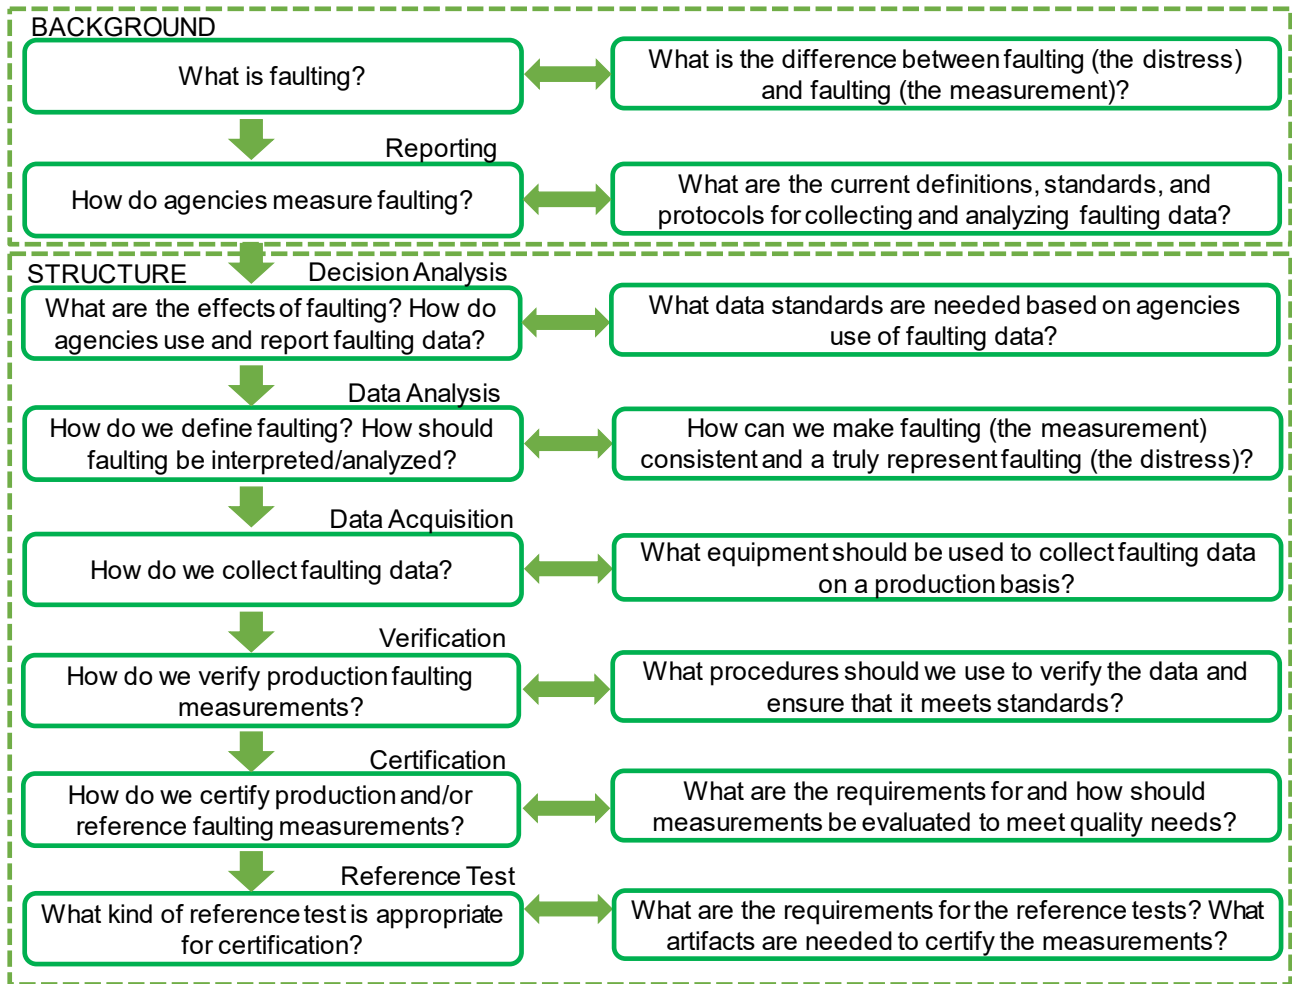 BACKGROUND
What is faulting?
What is the difference between faulting (the distress)
and faulting (the measurement)?
Reporting
How do agencies measure faulting?
What are the current definitions, standards, and
protocols for collecting and analyzing faulting data?
STRUCTURE
Decision Analysis
What are the effects of faulting? How do
agencies use and report faulting data?
What data standards are needed based on agencies
use of faulting data?
Data Analysis
How do we define faulting? How should
faulting be interpreted/analyzed?
How can we make faulting (the measurement)
consistent and a truly represent faulting (the distress)?
Data Acquisition
How do we collect faulting data?
What equipment should be used to collect faulting data
on a production basis?
Verification
How do we verify production faulting
measurements?
What procedures should we use to verify the data and
ensure that it meets standards?
Certification
How do we certify production and/or
reference faulting measurements?
What are the requirements for and how should
measurements be evaluated to meet quality needs?
Reference Test
What kind of reference test is appropriate
for certification?
What are the requirements for the reference tests? What
artifacts are needed to certify the measurements?